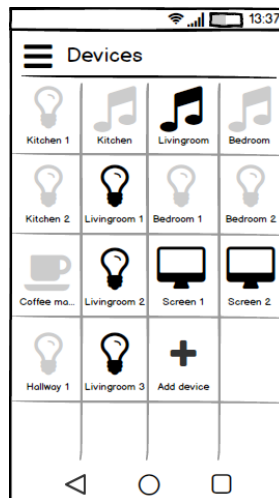 13:37
Devices
Kitchen 1 Kitchen Livingroom Bedroom
Kitchen 2 Livingroom 1 Bedroom 1 Bedroom 2
Coffee ma... Livingroom 2 Screen 1 Screen 2
Hallway 1 Livingroom 3 Add device